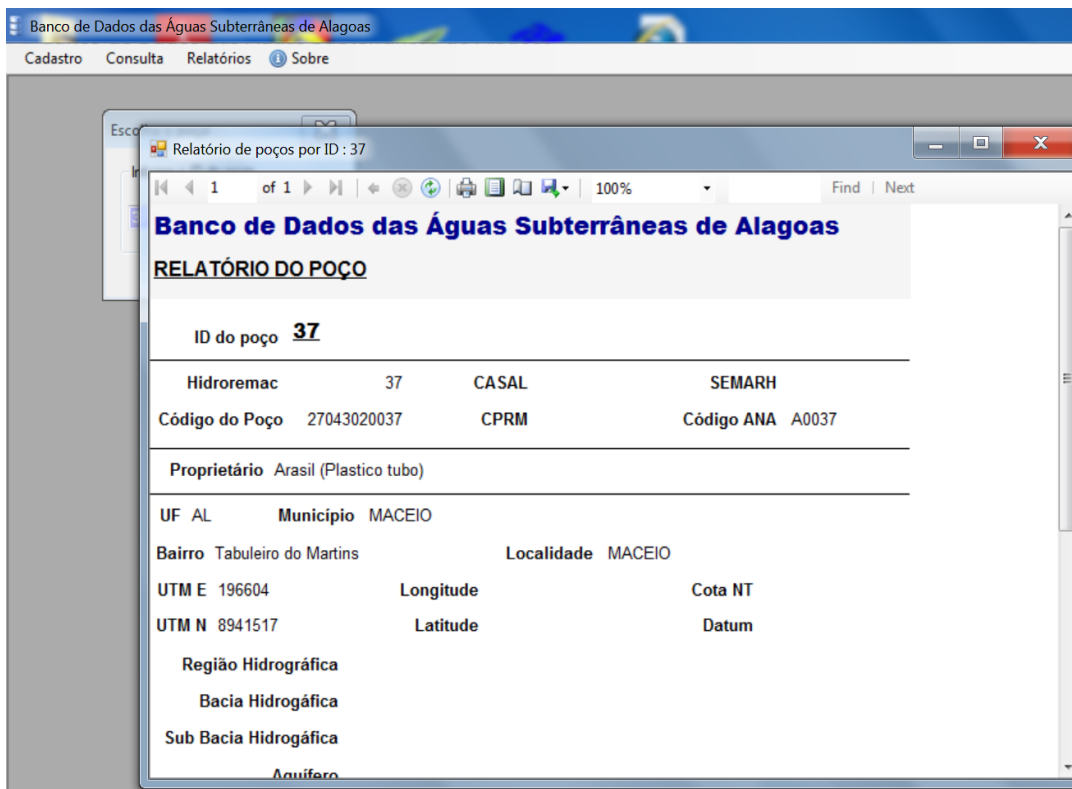 Banco de Dados das Águas Subterrâneas de Alagoas
Cadastro Consulta Relatórios Sobre
Relatório de poços por ID : 37
1 of 1 100% Find | Next
Banco de Dados das Águas Subterrâneas de Alagoas
RELATÓRIO DO POÇO
ID do poço 37
Hidroremac 37 CASAL SEMARH
Código do Poço 27043020037 CPRM Código ANA A0037
Proprietário Arasil (Plastico tubo)
UF AL Município MACEIO
Bairro Tabuleiro do Martins Localidade MACEIO
UTM E 196604 Longitude Cota NT
UTM N 8941517 Latitude Datum
Região Hidrográfica
Bacia Hidrogáfica
Sub Bacia Hidrogáfica
Aquífero